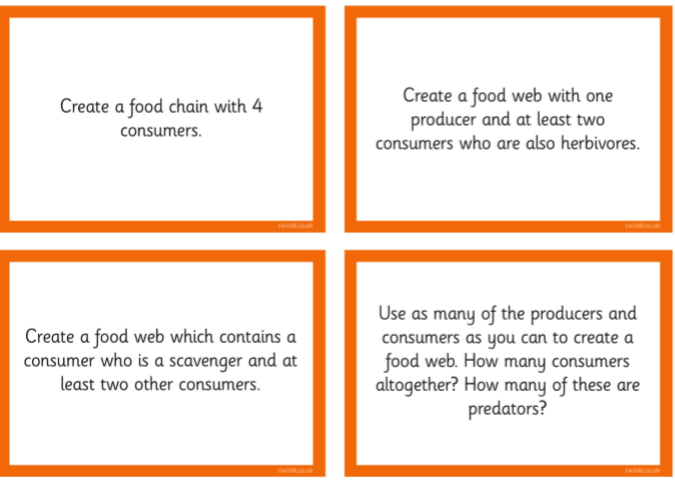 Create a food chain with 4
consumers.
twinkl.co.uk
Create a food web with one
producer and at least two
consumers who are also herbivores.
twinkl.co.uk
Create a food web which contains a
consumer who is a scavenger and at
least two other consumers.
twinkl.co.uk
Use as many of the producers and
consumers as you can to create a
food web. How many consumers
altogether? How many of these are
predators?
twinkl.co.uk